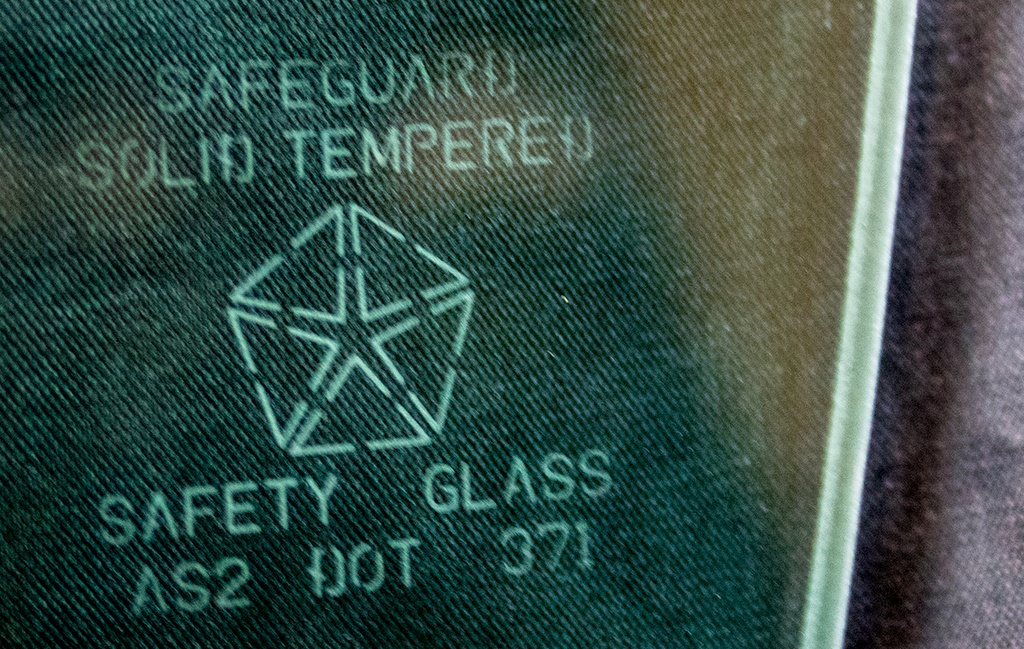 SAFEGUARD
SOLID TEMPERED
SAFETY GLASS
AS2 DOT 371